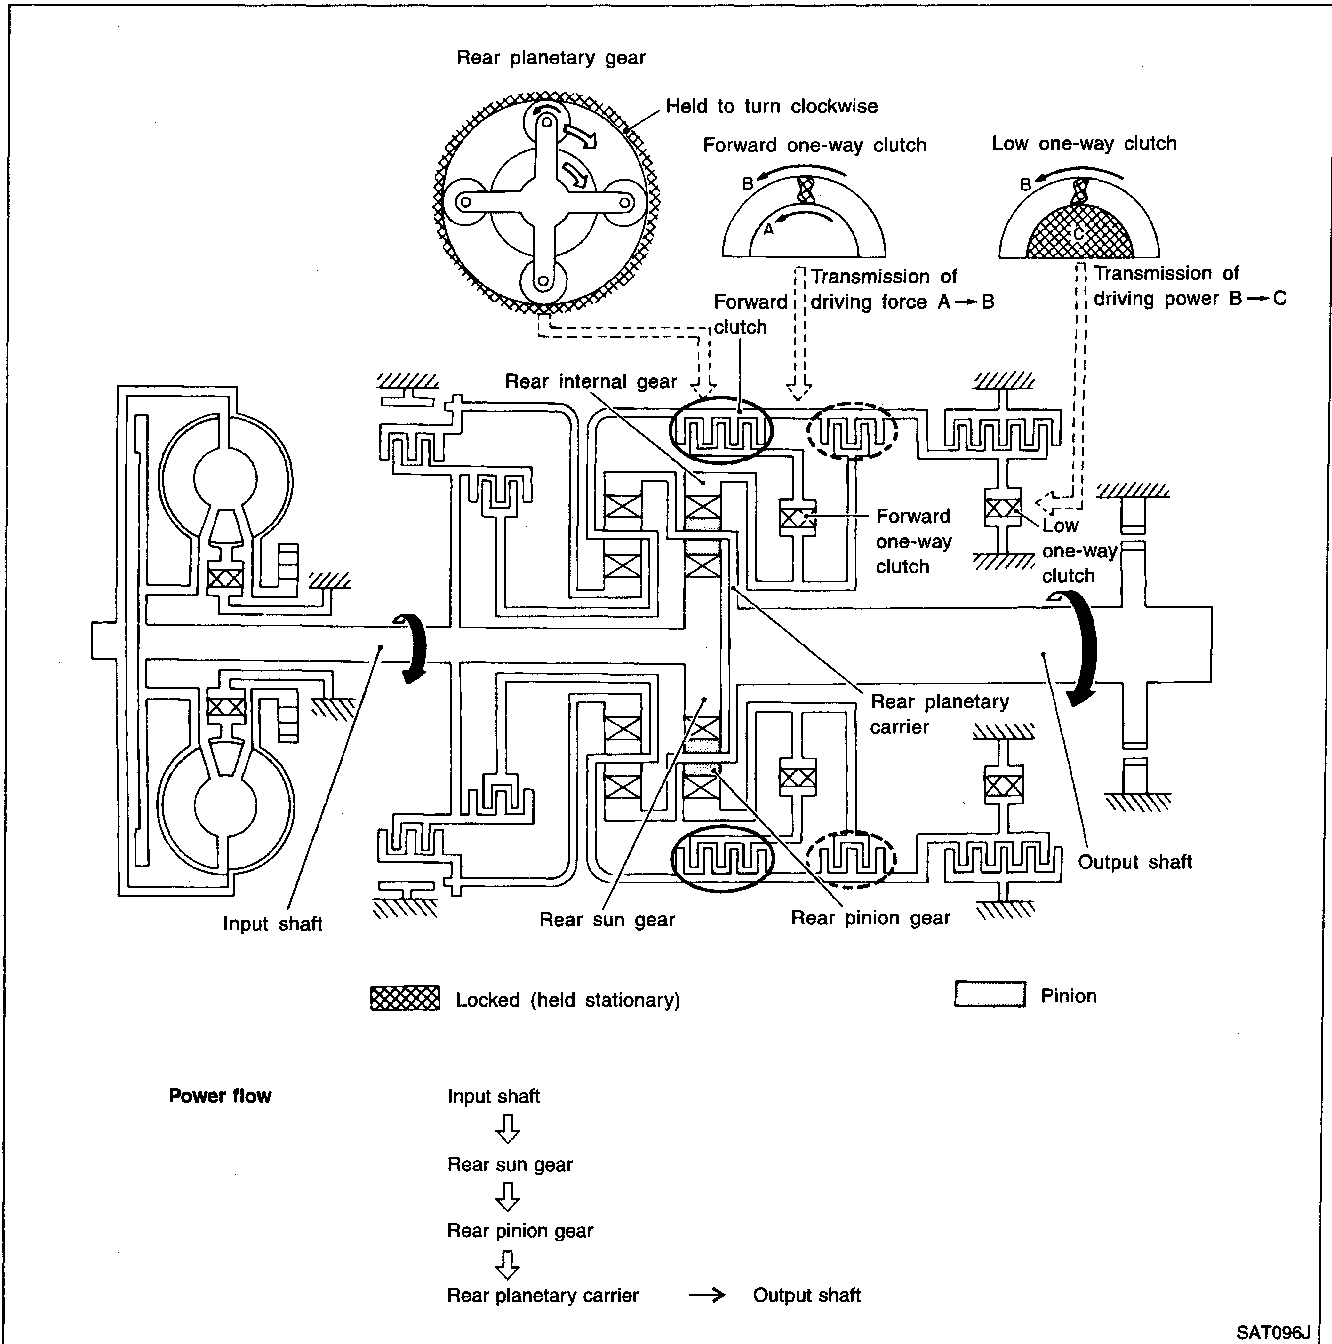 Rear planetary gear
Held to turn clockwise
Forward one-way clutch
Low one-way clutch
B
A
B
C
Transmission of
driving force A→B
Transmission of
driving power B→C
Forward
clutch
Rear internal gear
Forward
one-way
clutch
Low
one-way
clutch
Rear planetary
carrier
Output shaft
Input shaft
Rear sun gear
Rear pinion gear
Locked (held stationary)
Pinion
Power flow
Input shaft
Rear sun gear
Rear pinion gear
Rear planetary carrier → Output shaft
SAT096J